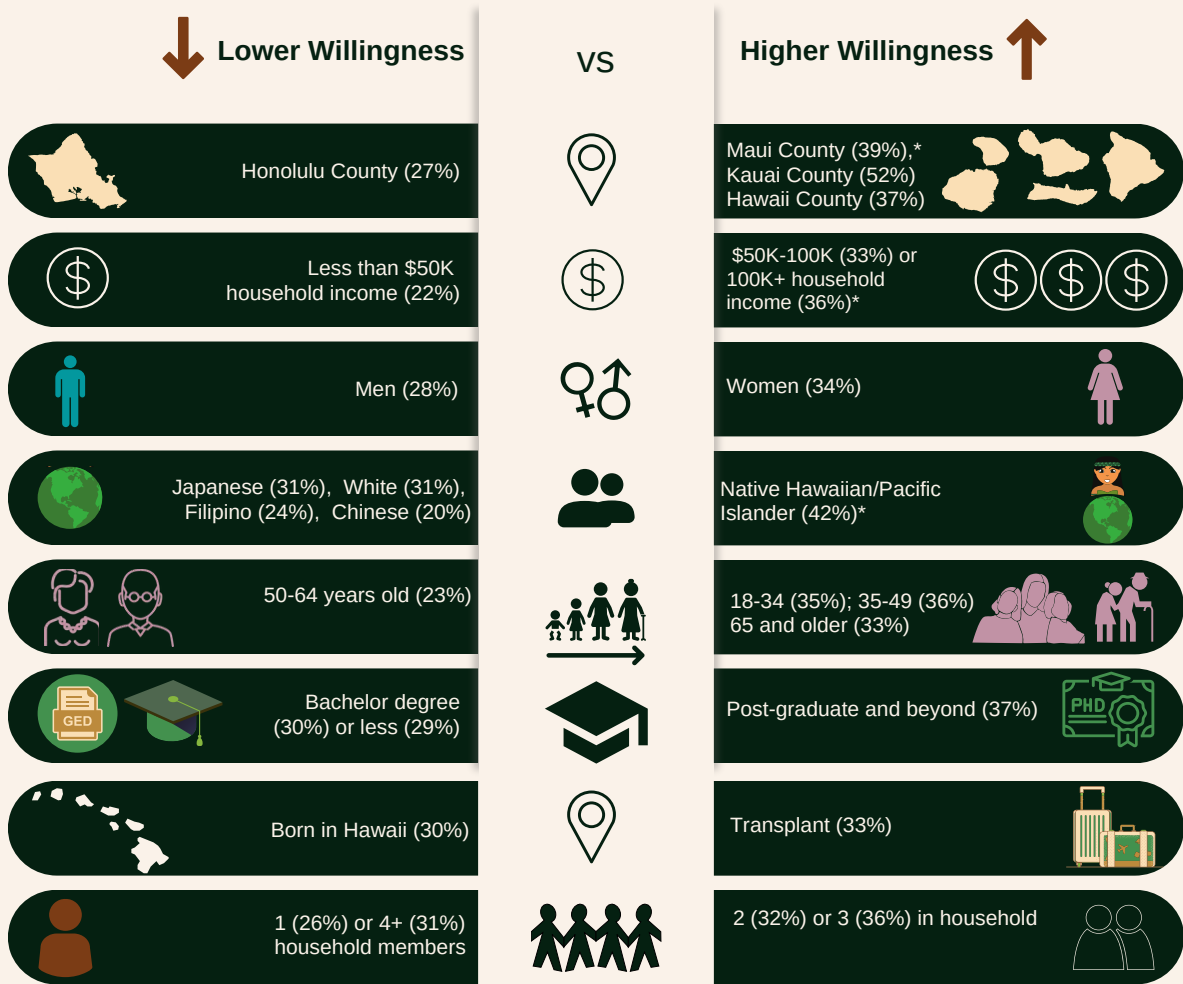 Lower Willingness
vs
Higher Willingness
Honolulu County (27%)
Maui County (39%),*
Kauai County (52%)
Hawaii County (37%)
Less than $50K
household income (22%)
$
$
$50K-100K (33%) or
100K+ household
income (36%)*
$ $ $
Men (28%)
Women (34%)
Japanese (31%), White (31%),
Filipino (24%), Chinese (20%)
Native Hawaiian/Pacific
Islander (42%)*
50-64 years old (23%)
18-34 (35%); 35-49 (36%)
65 and older (33%)
GED
Bachelor degree
(30%) or less (29%)
Post-graduate and beyond (37%)
PHD
Born in Hawaii (30%)
Transplant (33%)
1 (26%) or 4+ (31%)
household members
2 (32%) or 3 (36%) in household